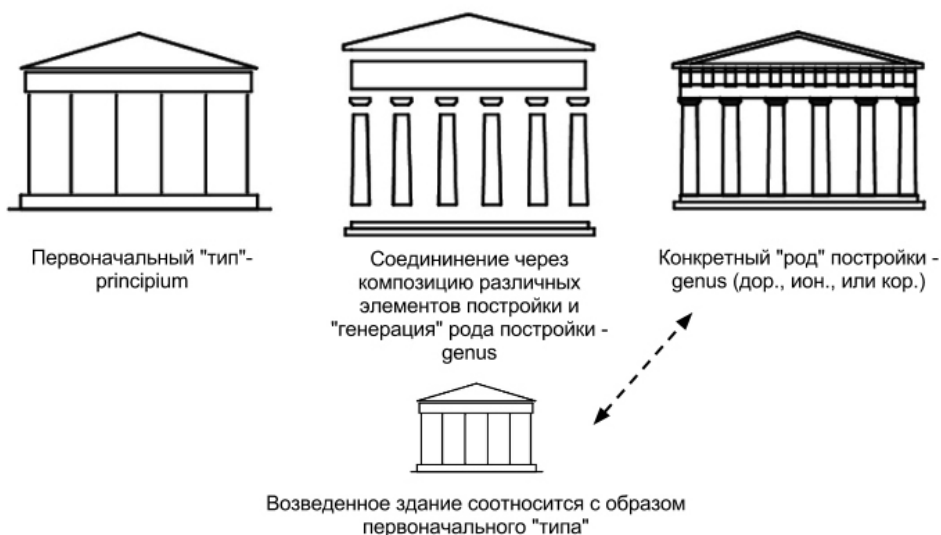 Первоначальный "тип"-
principium
Соедининение через
композицию различных
элементов постройки и
"генерация" рода постройки -
genus
Конкретный "род" постройки -
genus (дор., ион., или кор.)
Возведенное здание соотносится с образом
первоначального "типа"